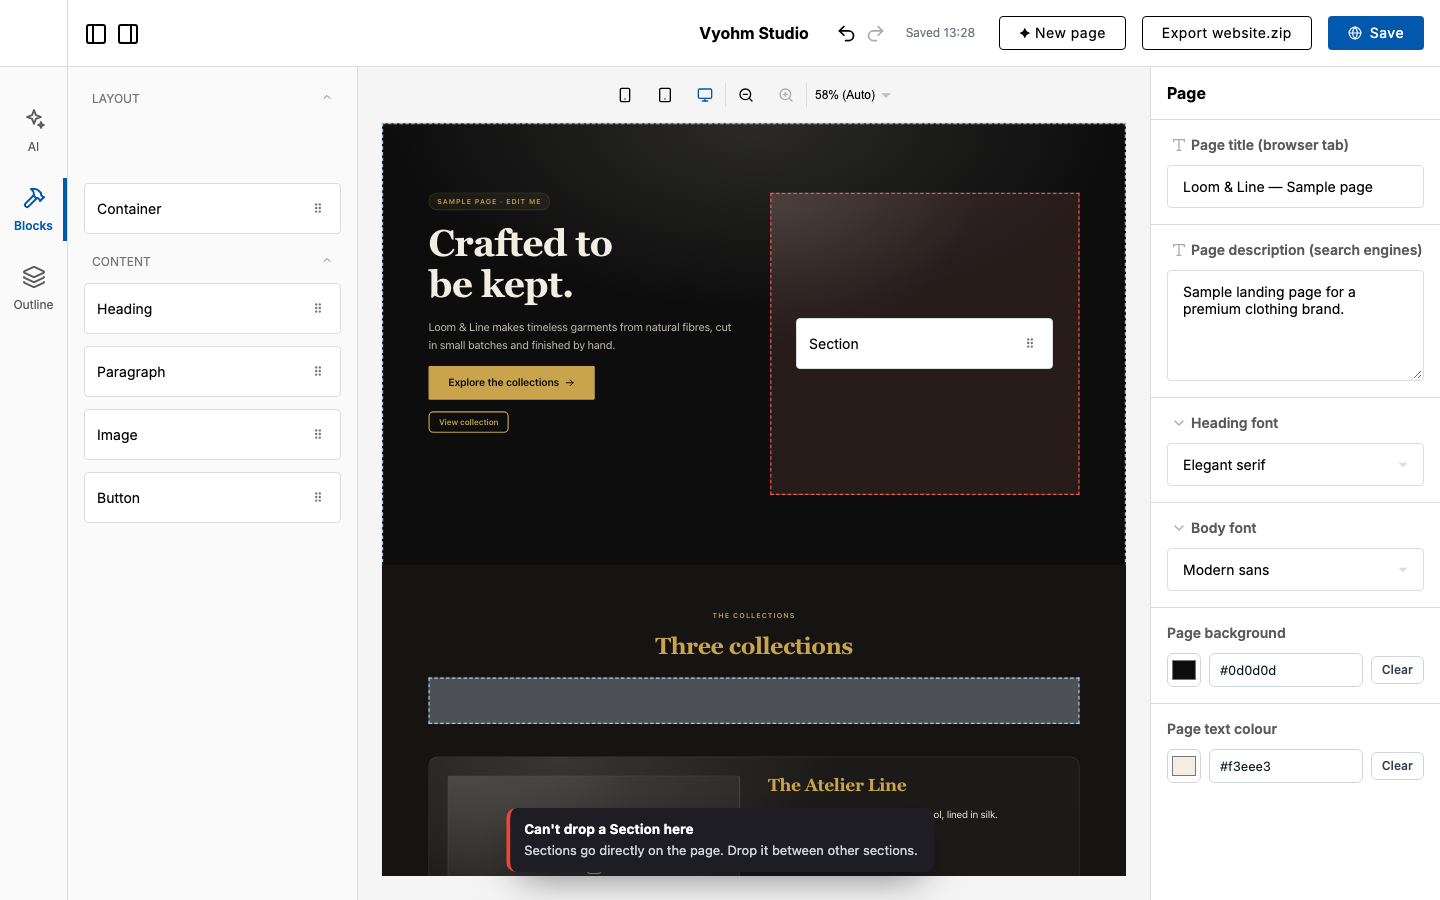 Vyohm Studio
Saved 13:28
New page
Export website.zip
Save
AI
Blocks
Outline
LAYOUT
Container
CONTENT
Heading
Paragraph
Image
Button
58% (Auto)
SAMPLE PAGE · EDIT ME
Crafted to
be kept.
Loom & Line makes timeless garments from natural fibres, cut
in small batches and finished by hand.
Explore the collections →
View collection
Section
THE COLLECTIONS
Three collections
The Atelier Line
ol, lined in silk.
Can't drop a Section here
Sections go directly on the page. Drop it between other sections.
Page
Page title (browser tab)
Loom & Line — Sample page
Page description (search engines)
Sample landing page for a
premium clothing brand.
Heading font
Elegant serif
Body font
Modern sans
Page background
#0d0d0d
Clear
Page text colour
#f3eee3
Clear